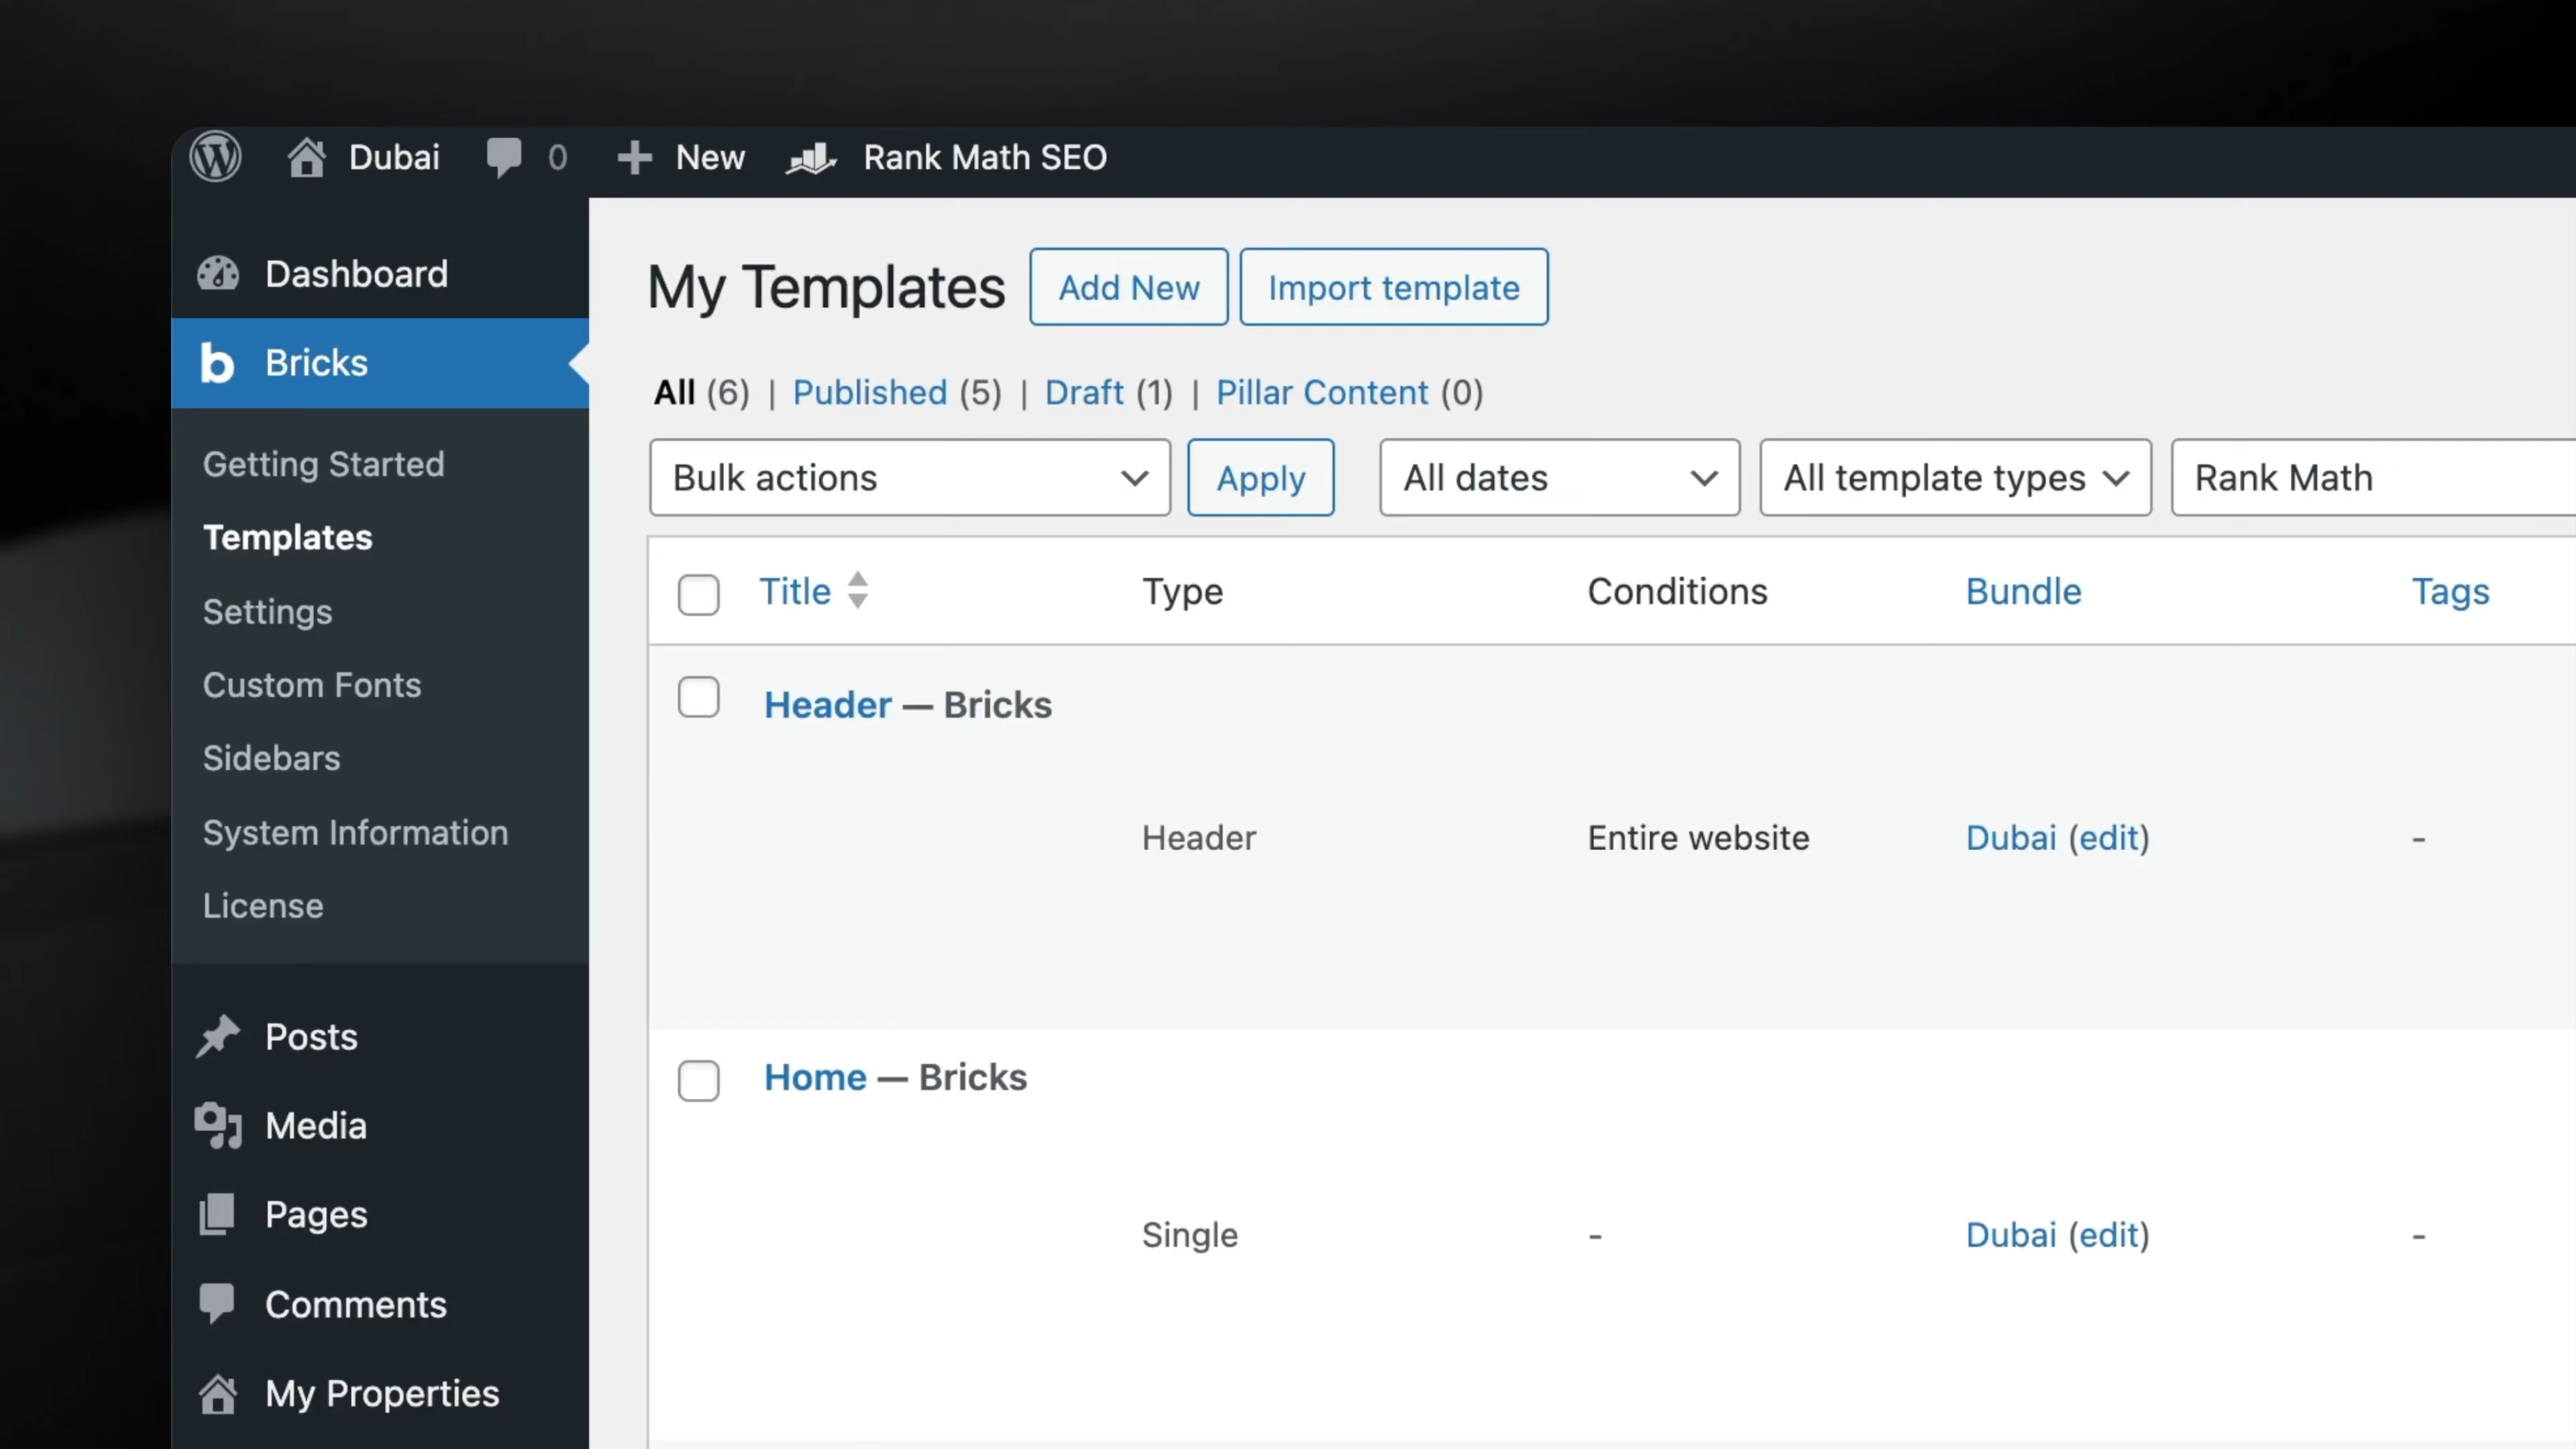 Dubai 0 New Rank Math SEO
Dashboard
Bricks
Getting Started
Templates
Settings
Custom Fonts
Sidebars
System Information
License
Posts
Media
Pages
Comments
My Properties
My Templates Add New Import template
All (6) | Published (5) | Draft (1) | Pillar Content (0)
Bulk actions Apply All dates All template types Rank Math
Title Type Conditions Bundle Tags
Header — Bricks
Header Entire website Dubai (edit) -
Home — Bricks
Single - Dubai (edit) -